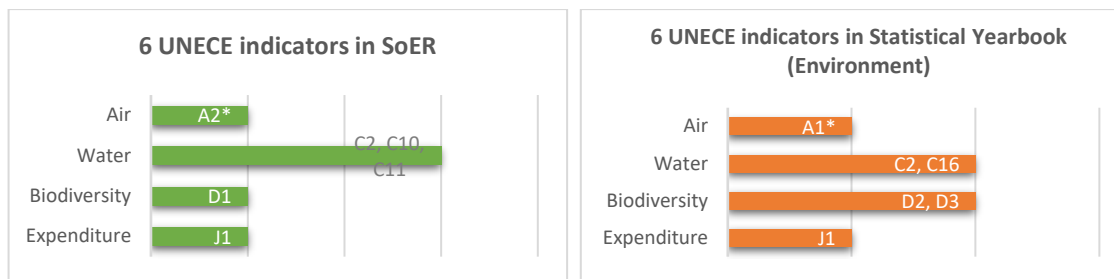 6 UNECE indicators in SoER
Air
A2*
Water
C2, C10,
C11
Biodiversity
D1
Expenditure
J1
6 UNECE indicators in Statistical Yearbook
(Environment)
Air
A1*
Water
C2, C16
Biodiversity
D2, D3
Expenditure
J1